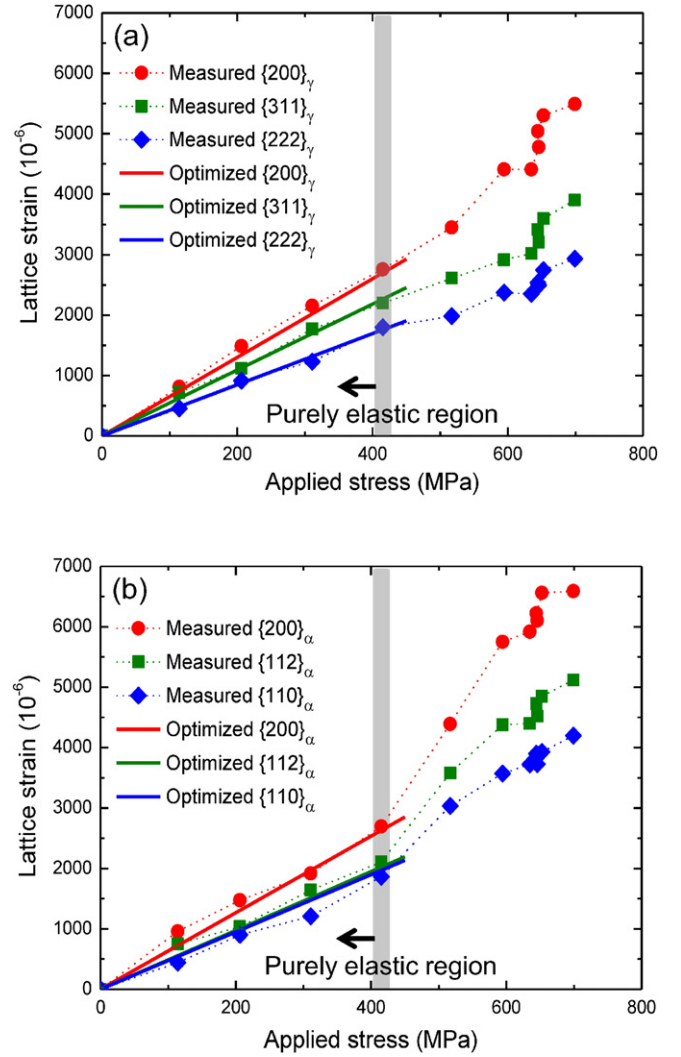 7000
(a)
6000
Measured {200}γ
Measured {311}γ
5000
Measured {222}γ
Optimized {200}γ
4000
Optimized {311}γ
Optimized {222}γ
3000
2000
1000
Purely elastic region
0
0 200 400 600 800
Lattice strain (10⁻⁶)
Applied stress (MPa)
7000
(b)
6000
Measured {200}α
Measured {112}α
5000
Measured {110}α
Optimized {200}α
4000
Optimized {112}α
Optimized {110}α
3000
2000
1000
Purely elastic region
0
0 200 400 600 800
Lattice strain (10⁻⁶)
Applied stress (MPa)